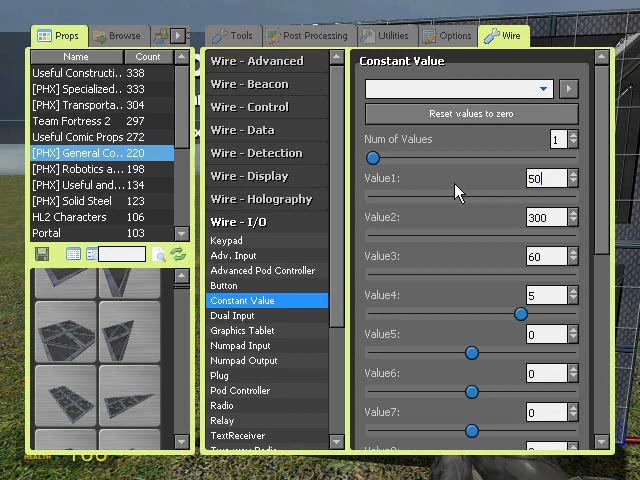 Props
Browse
C
Tools
Post Processing
Utilities
Options
Wire
Name
Count
Useful Constructi.. 338
[PHX] Specialized.. 333
[PHX] Transporta... 304
Team Fortress 2 297
Useful Comic Props 272
[PHX] General Co.. 220
[PHX] Robotics a... 198
[PHX] Useful and... 134
[PHX] Solid Steel 123
HL2 Characters 106
Portal 103
Wire - Advanced
Wire - Beacon
Wire - Control
Wire - Data
Wire - Detection
Wire - Display
Wire - Holography
Wire - I/O
Keypad
Adv. Input
Advanced Pod Controller
Button
Constant Value
Dual Input
Graphics Tablet
Numpad Input
Numpad Output
Plug
Pod Controller
Radio
Relay
TextReceiver
Two-way Radio
Constant Value
Reset values to zero
Num of Values 1
Value1: 50
Value2: 300
Value3: 60
Value4: 5
Value5: 0
Value6: 0
Value7: 0
HEALTH 100